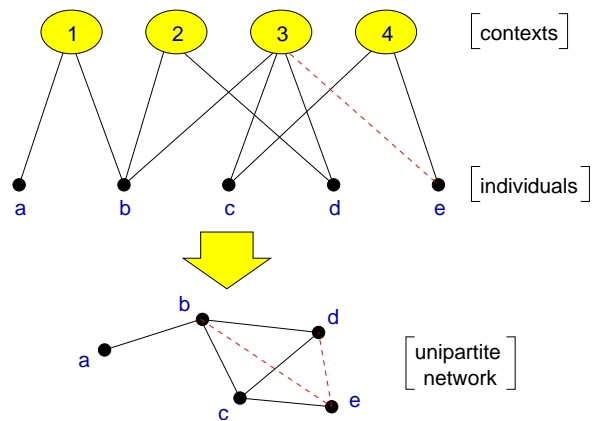 1 2 3 4 contexts
a b c d e individuals
b d
a unipartite
network
c e